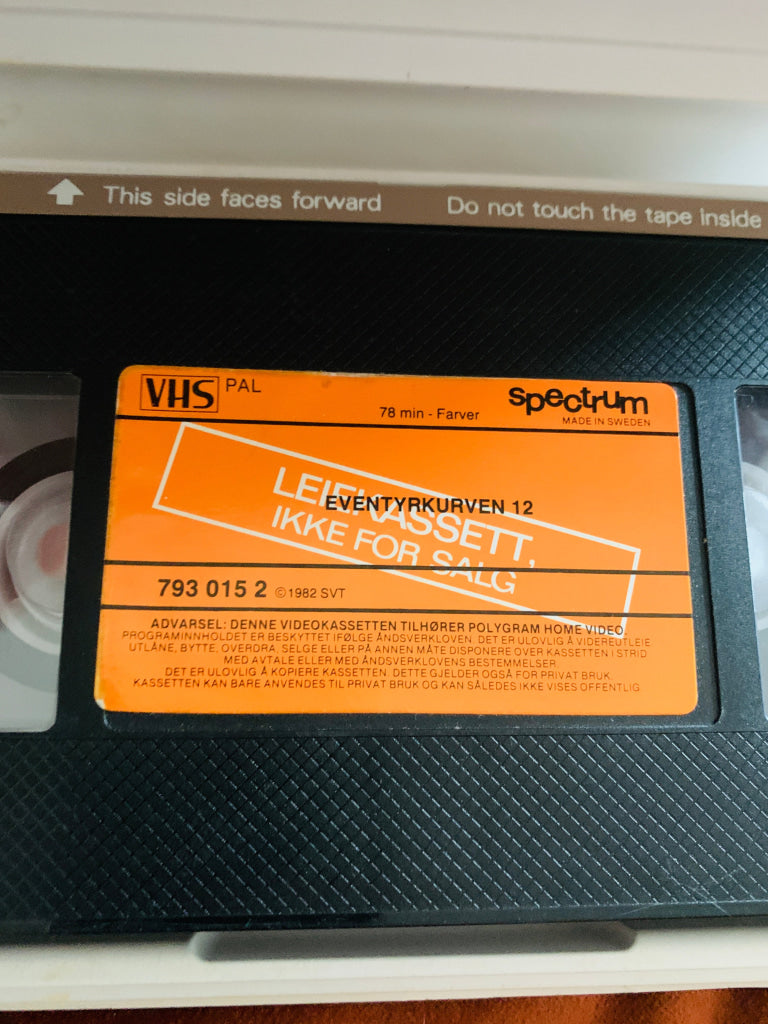 This side faces forward Do not touch the tape inside
VHS PAL
78 min - Farver
spectrum
MADE IN SWEDEN
LEIEKASSETT,
IKKE FOR SALG
EVENTYRKURVEN 12
793 015 2 ©1982 SVT
ADVARSEL: DENNE VIDEOKASSETTEN TILHØRER POLYGRAM HOME VIDEO.
PROGRAMINNHOLDET ER BESKYTTET IFØLGE ÅNDSVERKLOVEN. DET ER ULOVLIG Å VIDEREUTLEIE
UTLÅNE, BYTTE, OVERDRA, SELGE ELLER PÅ ANNEN MÅTE DISPONERE OVER KASSETTEN I STRID
MED AVTALE ELLER MED ÅNDSVERKLOVENS BESTEMMELSER.
DET ER ULOVLIG Å KOPIERE KASSETTEN. DETTE GJELDER OGSÅ FOR PRIVAT BRUK.
KASSETTEN KAN BARE ANVENDES TIL PRIVAT BRUK OG KAN SÅLEDES IKKE VISES OFFENTLIG.